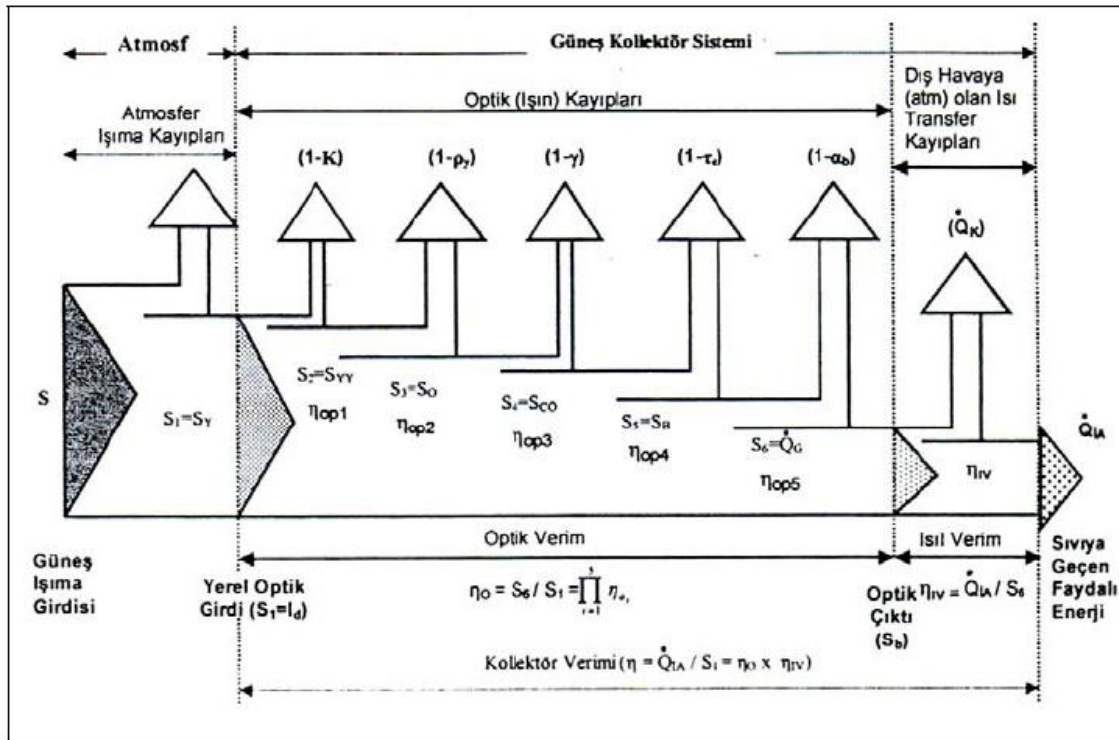 Atmosf
Güneş Kollektör Sistemi
Atmosfer
Işıma Kayıpları
Optik (Işın) Kayıpları
Dış Havaya
(atm) olan Isı
Transfer
Kayıpları
(1-K)
(1-ρy)
(1-γ)
(1-τc)
(1-αb)
(Q̇K)
S
S1=SY
S2=SYY
ηop1
S3=SO
ηop2
S4=SCO
ηop3
S5=SB
ηop4
S6=Q̇G
ηop5
ηIV
Q̇IA
Güneş
Işıma
Girdisi
Yerel Optik
Girdi (S1=Id)
Optik Verim
ηO = S6 / S1 = ∏ ηoi
Isıl Verim
Optik
Çıktı
(Sb)
ηIV = Q̇IA / S6
Sıvıya
Geçen
Faydalı
Enerji
Kollektör Verimi (η = Q̇IA / S1 = ηO x ηIV)